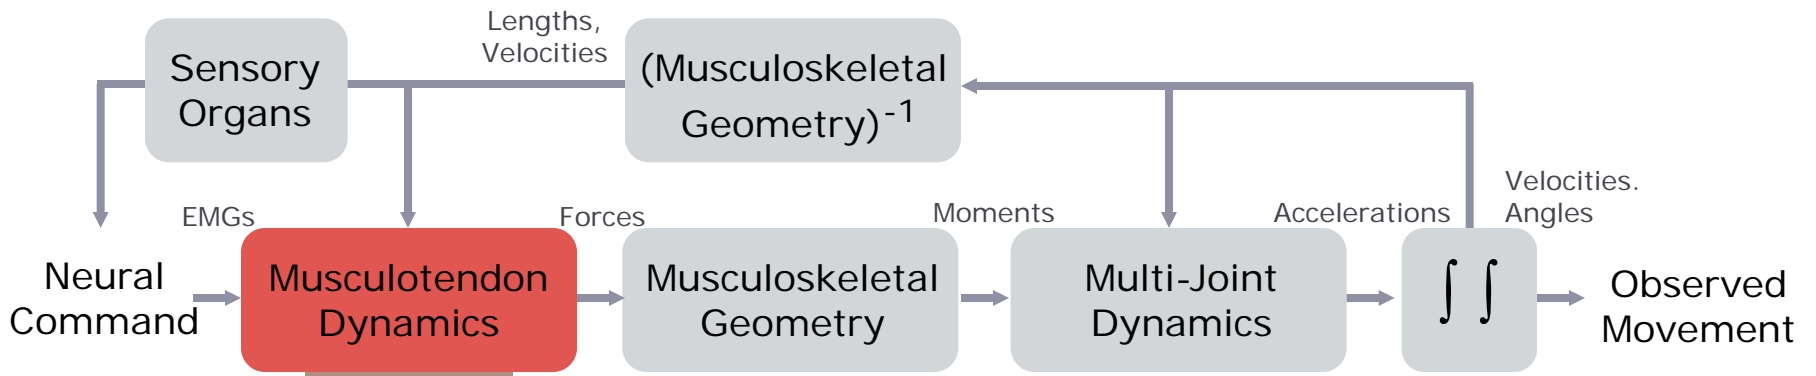 Lengths,
Velocities
Sensory
Organs
(Musculoskeletal
Geometry)⁻¹
EMGs
Forces
Moments
Accelerations
Velocities.
Angles
Neural
Command
Musculotendon
Dynamics
Musculoskeletal
Geometry
Multi-Joint
Dynamics
∫ ∫
Observed
Movement